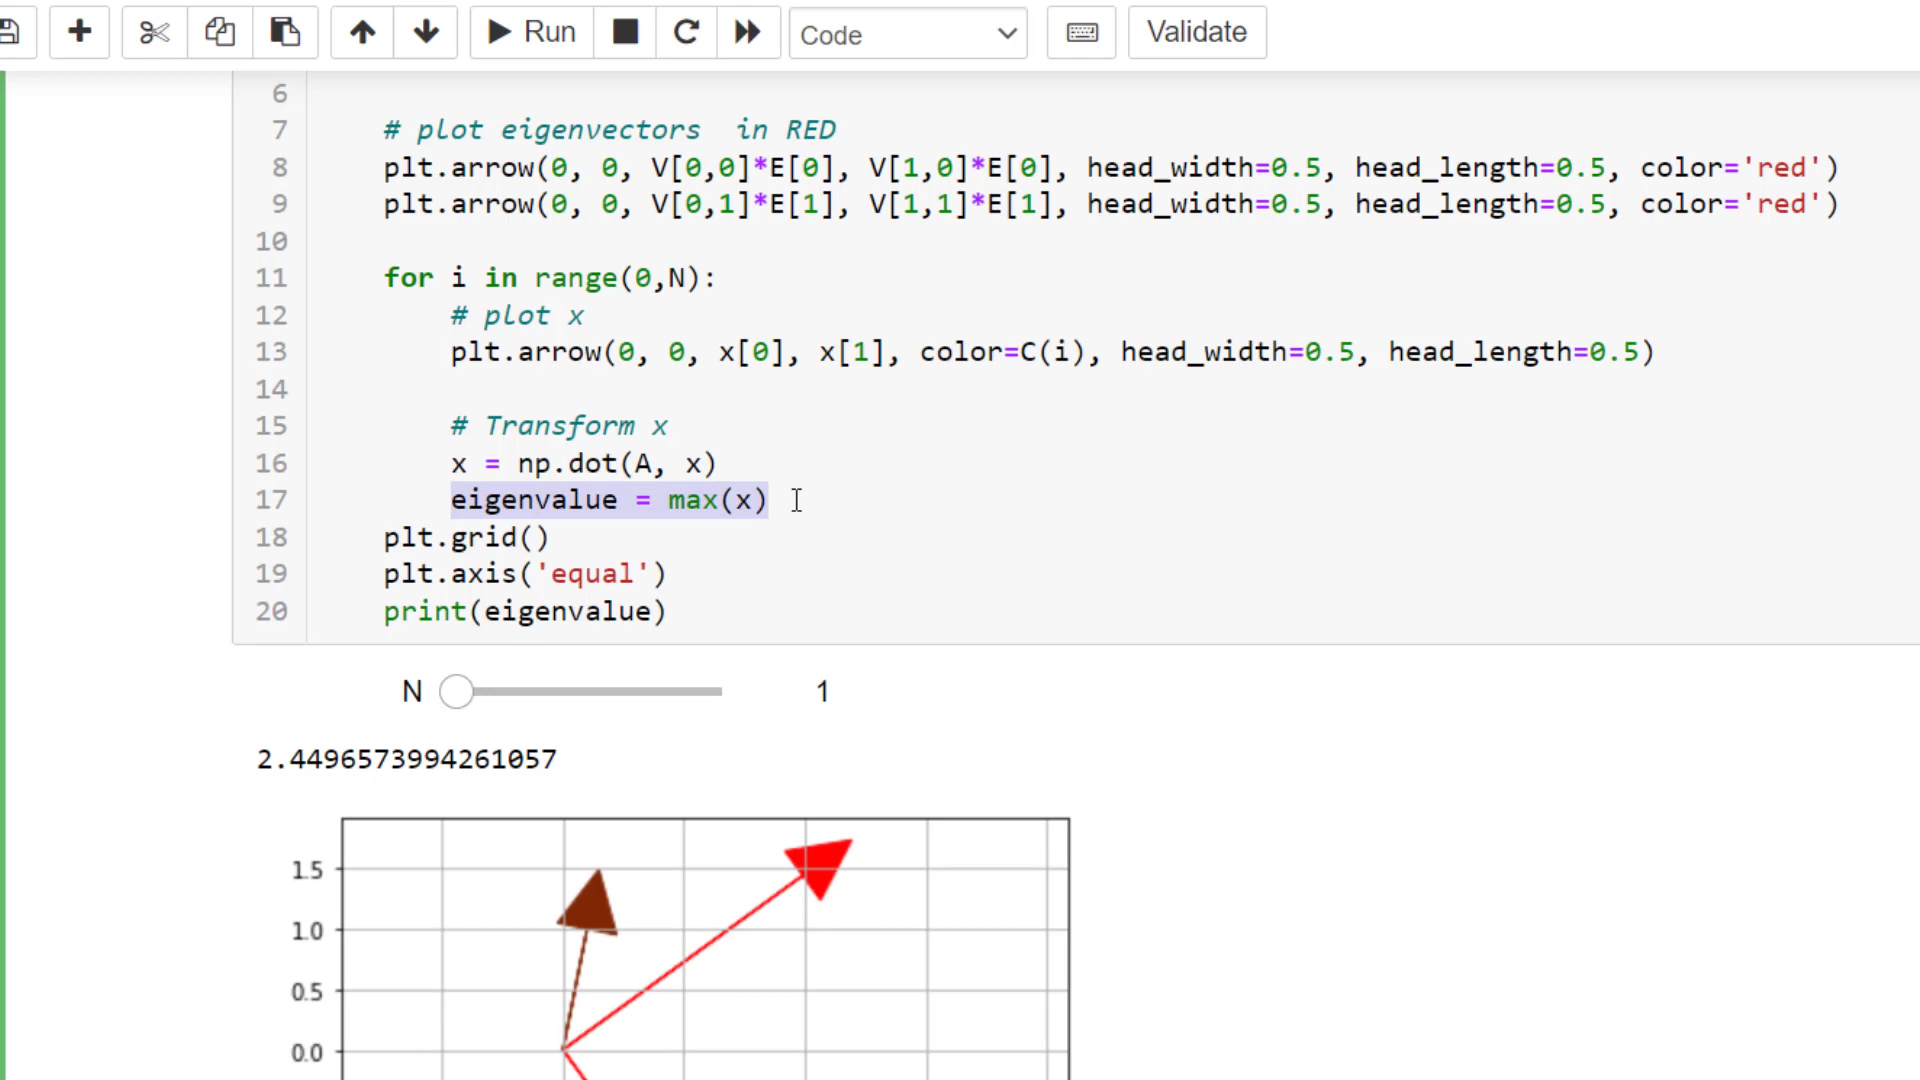 Run Code Validate
6
7 # plot eigenvectors  in RED
8 plt.arrow(0, 0, V[0,0]*E[0], V[1,0]*E[0], head_width=0.5, head_length=0.5, color='red')
9 plt.arrow(0, 0, V[0,1]*E[1], V[1,1]*E[1], head_width=0.5, head_length=0.5, color='red')
10
11 for i in range(0,N):
12 # plot x
13 plt.arrow(0, 0, x[0], x[1], color=C(i), head_width=0.5, head_length=0.5)
14
15 # Transform x
16 x = np.dot(A, x)
17 eigenvalue = max(x)
18 plt.grid()
19 plt.axis('equal')
20 print(eigenvalue)
N 1
2.4496573994261057
1.5
1.0
0.5
0.0